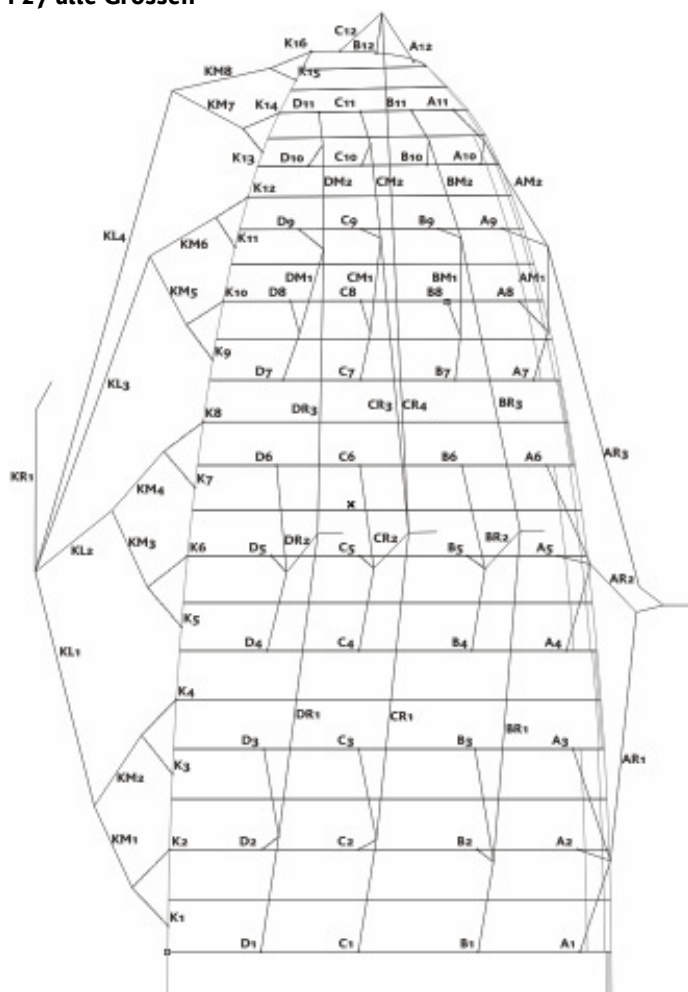 alle Grössen
C12
K16 B12 A12
KM8 K15
KM7 K14 D11 C11 B11 A11
K13 D10 C10 B10 A10
K12 DM2 CM2 BM2 AM2
KL4 D9 C9 B9 A9
KM6 K11
DM1 CM1 BM1 AM1
KM5 K10 D8 C8 B8 A8
K9
KL3 D7 C7 B7 A7
DR3 CR3 CR4 BR3
K8
D6 C6 B6 A6 AR3
KR1 K7
KM4
KL2 KM3 K6 D5 DR2 C5 CR2 B5 BR2 A5
AR2
K5
KL1 D4 C4 B4 A4
K4
DR1 CR1 BR1
D3 C3 B3 A3
KM2 K3 AR1
KM1 K2 D2 C2 B2 A2
K1
D1 C1 B1 A1